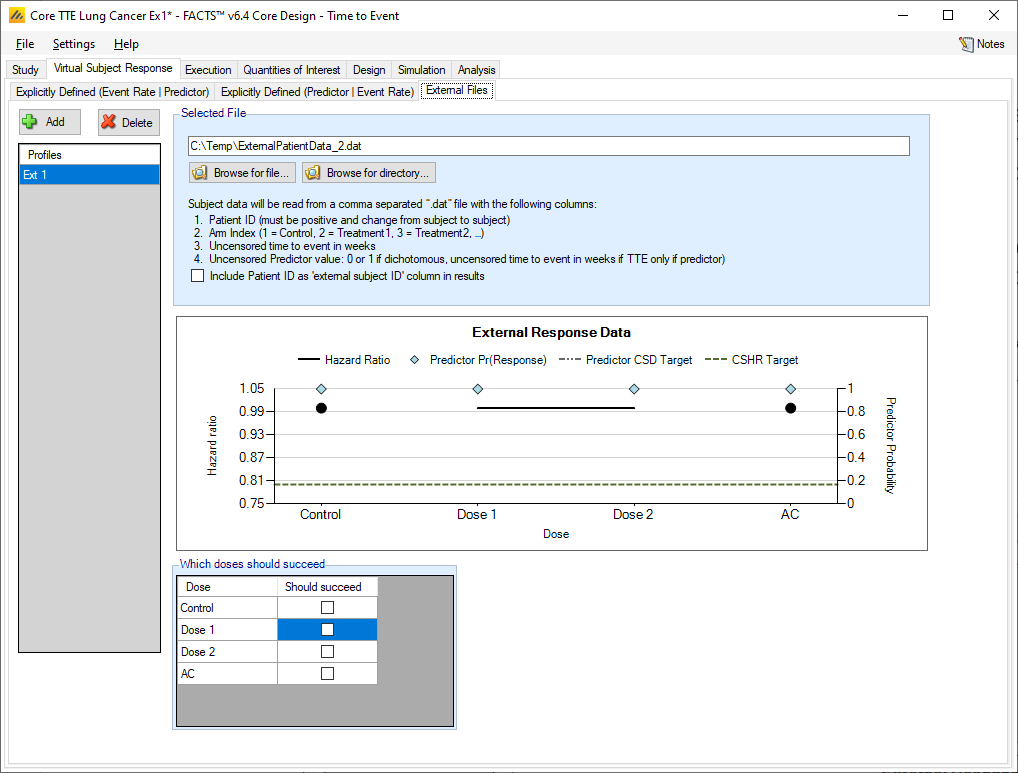 Core TTE Lung Cancer Ex1* - FACTS™ v6.4 Core Design - Time to Event
File Settings Help Notes
Study Virtual Subject Response Execution Quantities of Interest Design Simulation Analysis
Explicitly Defined (Event Rate | Predictor) Explicitly Defined (Predictor | Event Rate) External Files
Add Delete
Profiles
Ext 1
Selected File
C:\Temp\ExternalPatientData_2.dat
Browse for file... Browse for directory...
Subject data will be read from a comma separated ".dat" file with the following columns:
1. Patient ID (must be positive and change from subject to subject)
2. Arm Index (1 = Control, 2 = Treatment1, 3 = Treatment2, ...)
3. Uncensored time to event in weeks
4. Uncensored Predictor value: 0 or 1 if dichotomous, uncensored time to event in weeks if TTE only if predictor)
Include Patient ID as 'external subject ID' column in results
External Response Data
Hazard Ratio Predictor Pr(Response) Predictor CSD Target CSHR Target
1.05 1
0.99 0.8
0.93 0.6
0.87 0.4
0.81 0.2
0.75 0
Hazard ratio
Predictor Probability
Control Dose 1 Dose 2 AC
Dose
Which doses should succeed
Dose Should succeed
Control
Dose 1
Dose 2
AC